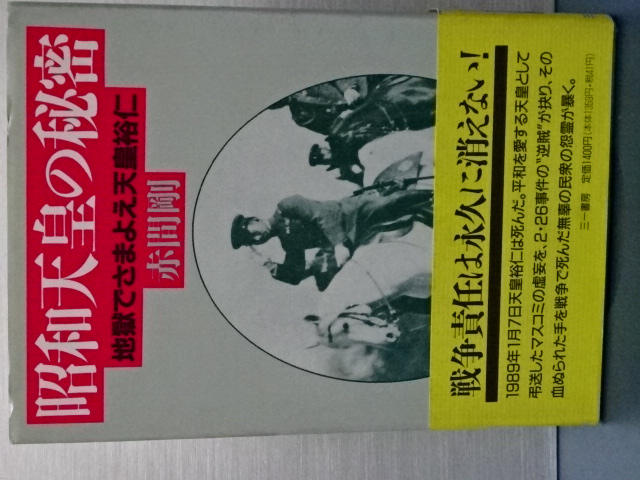 昭和天皇の秘密
地獄でさまよえ天皇裕仁
赤間剛
戦争責任は永久に消えない!
1989年1月7日天皇裕仁は死んだ。平和を愛する天皇として
弔送したマスコミの虚妄を、2・26事件の〝逆賊〟が抉り、その
血ぬられた手を戦争で死んだ無辜の民衆の怨霊が暴く。
三一書房 定価1400円(本体1359円+税41円)